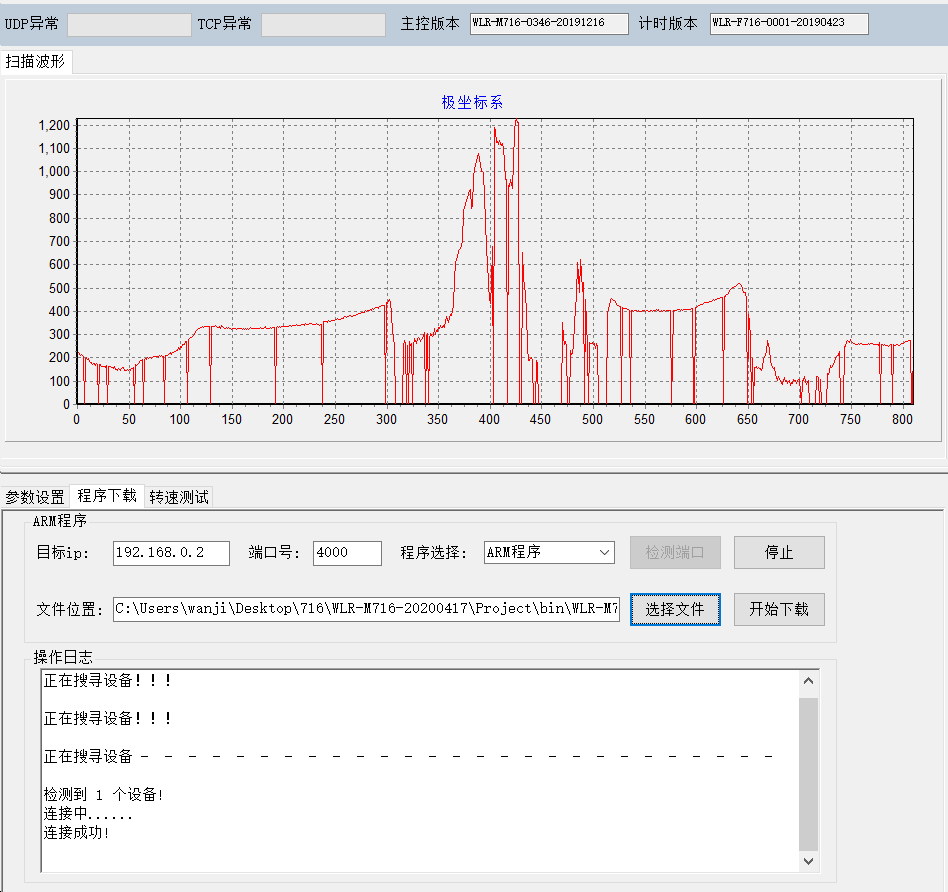 UDP异常 TCP异常 主控版本 WLR-M716-0346-20191216 计时版本 WLR-F716-0001-20190423
扫描波形
极坐标系
1,200
1,100
1,000
900
800
700
600
500
400
300
200
100
0
0 50 100 150 200 250 300 350 400 450 500 550 600 650 700 750 800
参数设置 程序下载 转速测试
ARM程序
目标ip: 192.168.0.2 端口号: 4000 程序选择: ARM程序 检测端口 停止
文件位置: C:\Users\wanji\Desktop\716\WLR-M716-20200417\Project\bin\WLR-M7 选择文件 开始下载
操作日志
正在搜寻设备!!!
正在搜寻设备!!!
正在搜寻设备 - - - - - - - - - - - - - - - - - - - - - - - - - - -
检测到 1 个设备!
连接中......
连接成功!